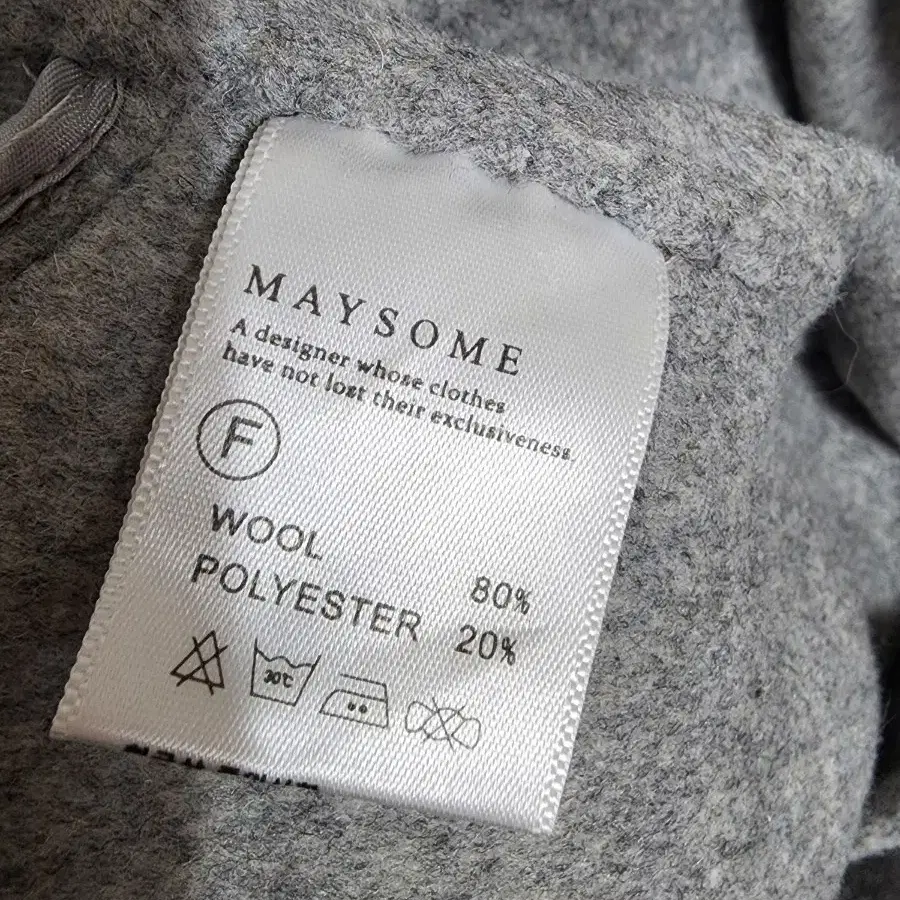 MAYSOME
A designer whose clothes
have not lost their exclusiveness.
F
WOOL 80%
POLYESTER 20%
30℃